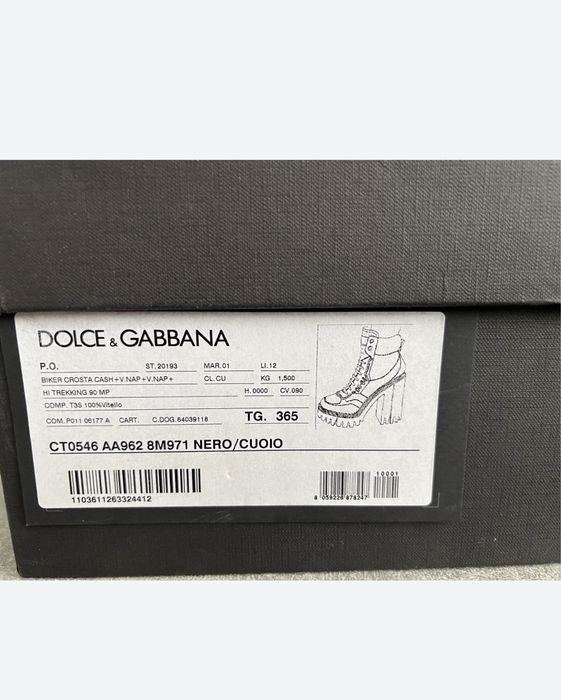 DOLCE & GABBANA
P.O. ST. 20193 MAR. 01 LI. 12
BIKER CROSTA CASH+V.NAP+V.NAP+ CL. CU KG 1,500
HI TREKKING 90 MP H. 0000 CV. 090
COMP. T3S 100%Vitello
COM. P011 06177 A CART. C.DOG. 64039118 TG. 365
CT0546 AA962 8M971 NERO/CUOIO
10001
1103611263324412
8 059226 878247